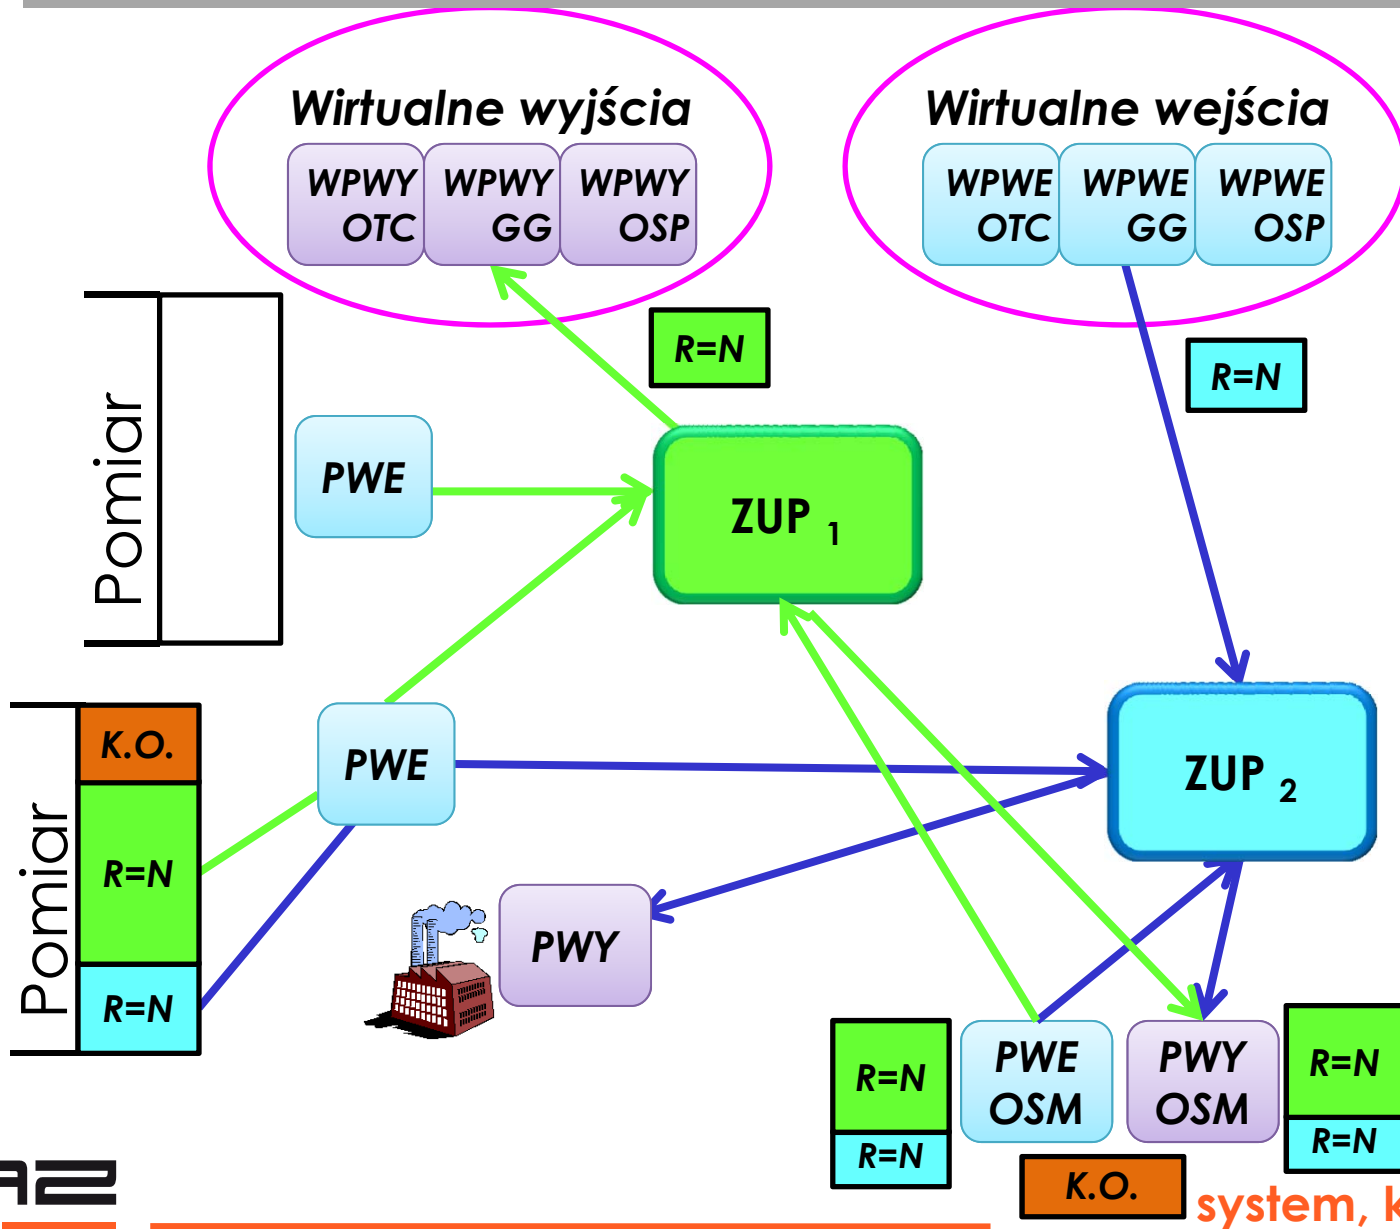 Wirtualne wyjścia
Wirtualne wejścia
WPWY OTC
WPWY GG
WPWY OSP
WPWE OTC
WPWE GG
WPWE OSP
R=N
R=N
Pomiar
PWE
ZUP 1
K.O.
R=N
R=N
Pomiar
PWE
ZUP 2
PWY
R=N
R=N
PWE
OSM
PWY
OSM
R=N
R=N
K.O.
system, k